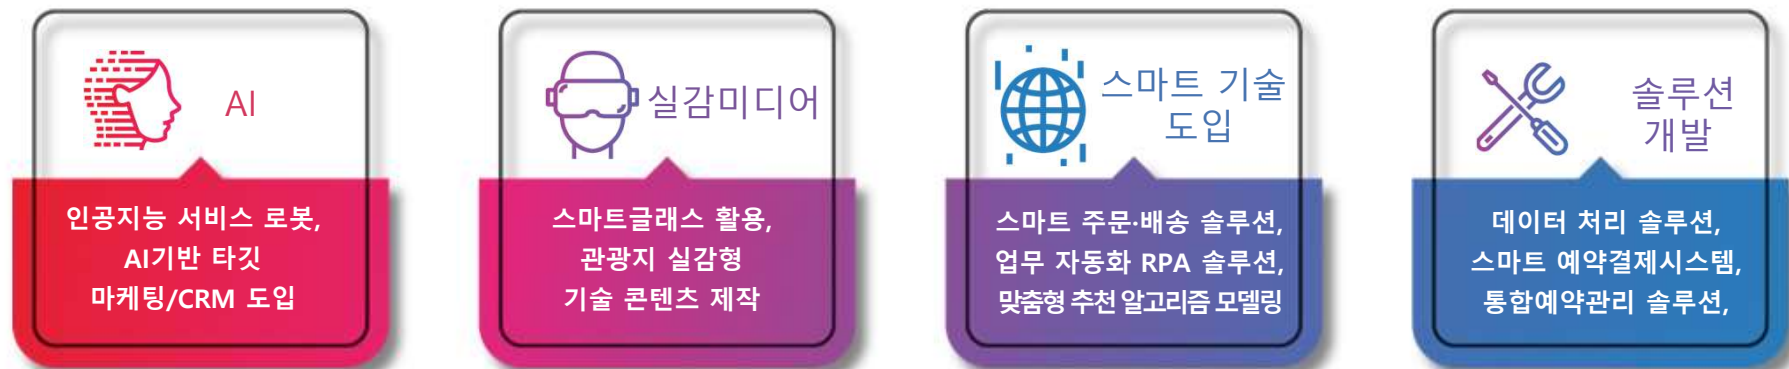 AI
인공지능 서비스 로봇,
AI기반 타깃
마케팅/CRM 도입
실감미디어
스마트글래스 활용,
관광지 실감형
기술 콘텐츠 제작
스마트 기술
도입
스마트 주문·배송 솔루션,
업무 자동화 RPA 솔루션,
맞춤형 추천 알고리즘 모델링
솔루션
개발
데이터 처리 솔루션,
스마트 예약결제시스템,
통합예약관리 솔루션,